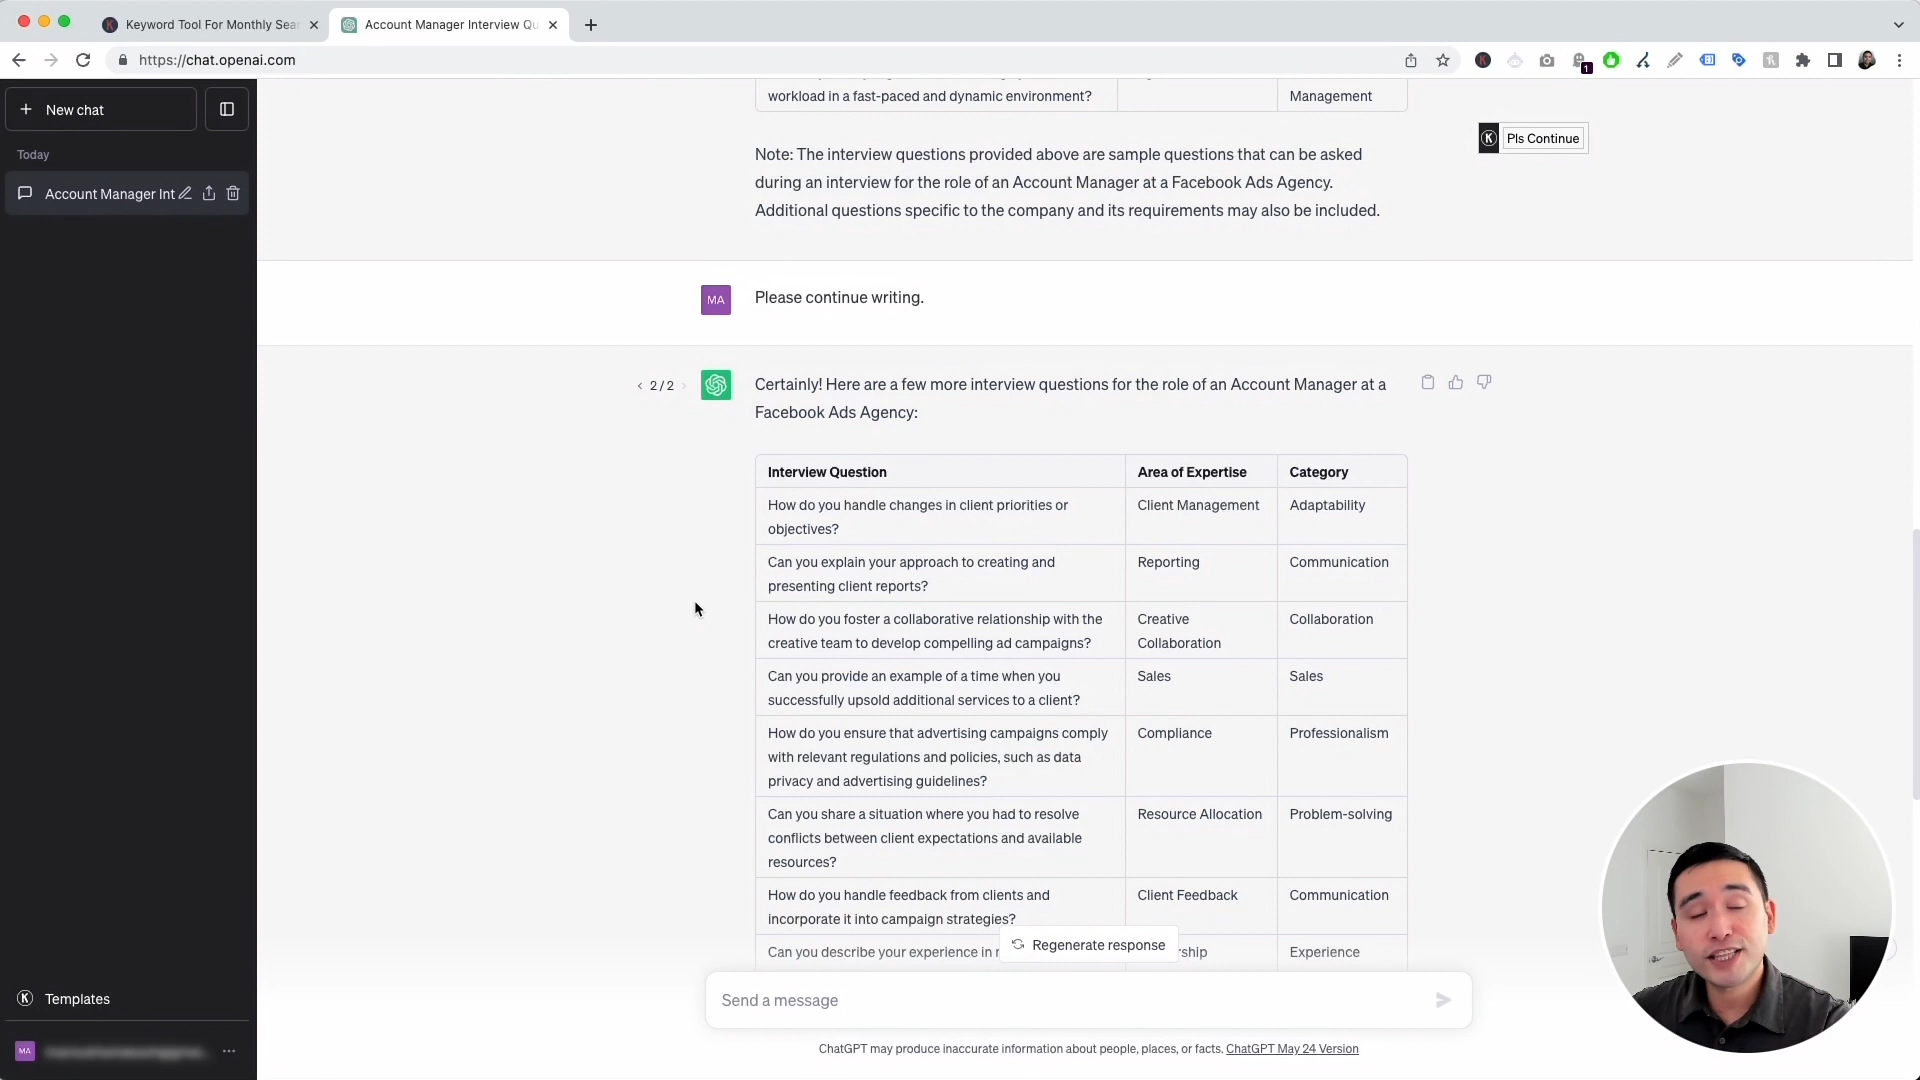 Keyword Tool For Monthly Sear
Account Manager Interview Qu
https://chat.openai.com
1
New chat
Today
Account Manager Int
workload in a fast-paced and dynamic environment?
Management
Pls Continue
Note: The interview questions provided above are sample questions that can be asked
during an interview for the role of an Account Manager at a Facebook Ads Agency.
Additional questions specific to the company and its requirements may also be included.
MA
Please continue writing.
2 / 2
Certainly! Here are a few more interview questions for the role of an Account Manager at a
Facebook Ads Agency:
Interview Question Area of Expertise Category
How do you handle changes in client priorities or
objectives?
Client Management
Adaptability
Can you explain your approach to creating and
presenting client reports?
Reporting
Communication
How do you foster a collaborative relationship with the
creative team to develop compelling ad campaigns?
Creative
Collaboration
Collaboration
Can you provide an example of a time when you
successfully upsold additional services to a client?
Sales
Sales
How do you ensure that advertising campaigns comply
with relevant regulations and policies, such as data
privacy and advertising guidelines?
Compliance
Professionalism
Can you share a situation where you had to resolve
conflicts between client expectations and available
resources?
Resource Allocation
Problem-solving
How do you handle feedback from clients and
incorporate it into campaign strategies?
Client Feedback
Communication
Can you describe your experience in
rship
Experience
Regenerate response
Send a message
ChatGPT may produce inaccurate information about people, places, or facts. ChatGPT May 24 Version
K
Templates
MA